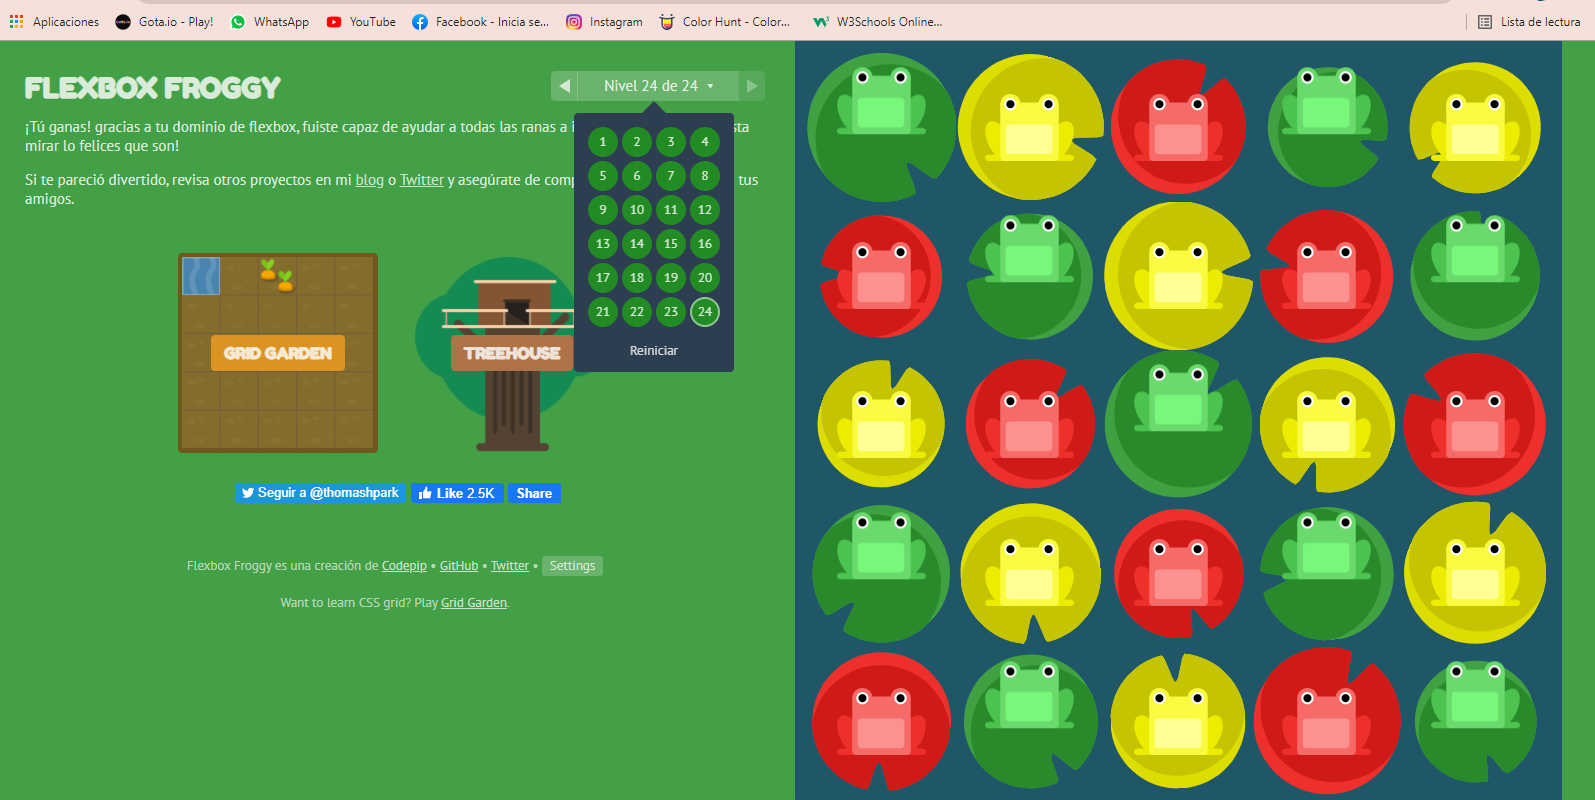 Aplicaciones Gota.io - Play! WhatsApp YouTube Facebook - Inicia se... Instagram Color Hunt - Color... W3Schools Online... Lista de lectura
FLEXBOX FROGGY
Nivel 24 de 24 ▼
¡Tú ganas! gracias a tu dominio de flexbox, fuiste capaz de ayudar a todas las ranas a
mirar lo felices que son!
Si te pareció divertido, revisa otros proyectos en mi blog o Twitter y asegúrate de tus
amigos.
1 2 3 4
5 6 7 8
9 10 11 12
13 14 15 16
17 18 19 20
21 22 23 24
Reiniciar
GRID GARDEN
TREEHOUSE
Seguir a @thomashpark Like 2.5K Share
Flexbox Froggy es una creación de Codepip • GitHub • Twitter • Settings
Want to learn CSS grid? Play Grid Garden.